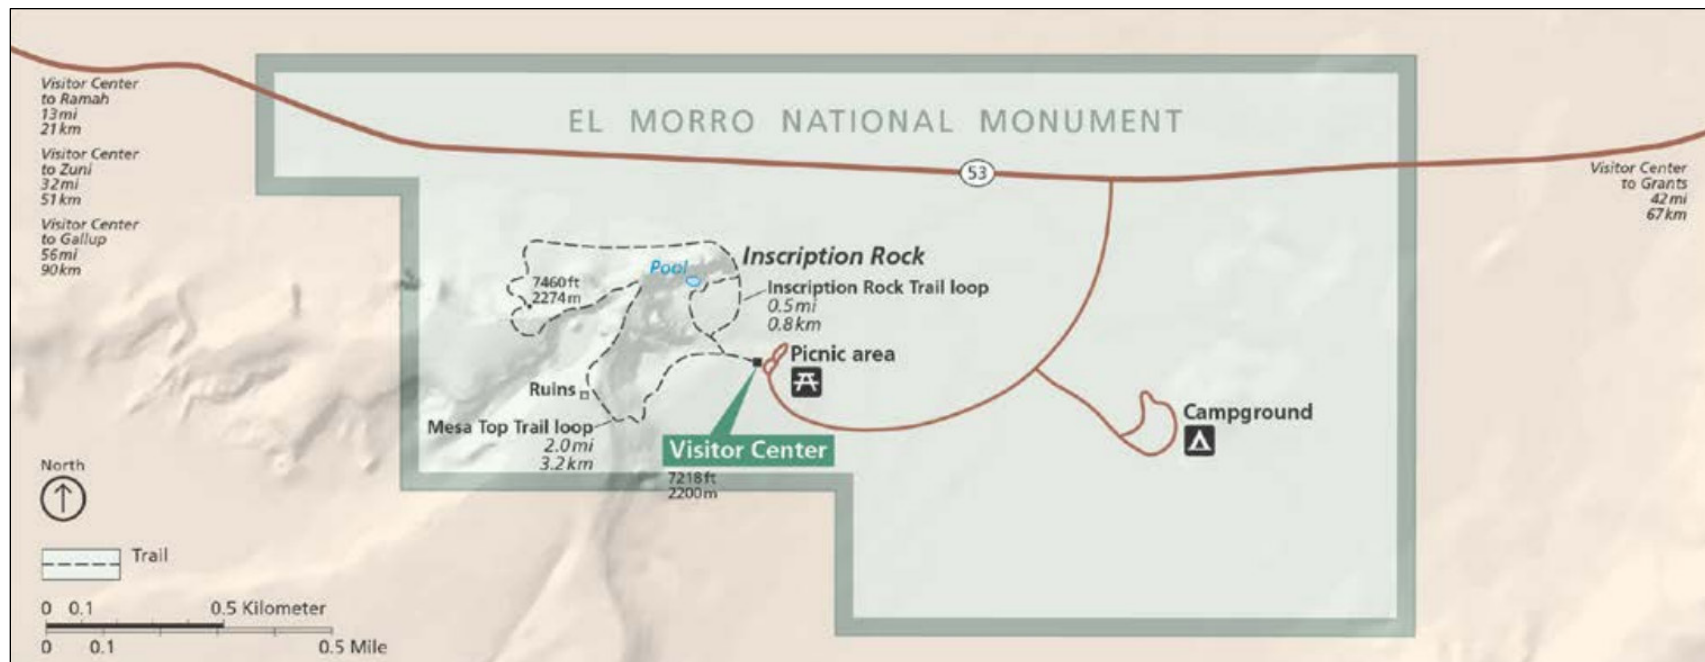 Visitor Center
to Ramah
13mi
21km
Visitor Center
to Zuni
32mi
51km
Visitor Center
to Gallup
56mi
90km
EL MORRO NATIONAL MONUMENT
53
Visitor Center
to Grants
42mi
67km
Inscription Rock
Pool
7460ft
2274m
Inscription Rock Trail loop
0.5mi
0.8km
Picnic area
Ruins
Mesa Top Trail loop
2.0mi
3.2km
Visitor Center
7218ft
2200m
Campground
North
Trail
0 0.1 0.5 Kilometer
0 0.1 0.5 Mile